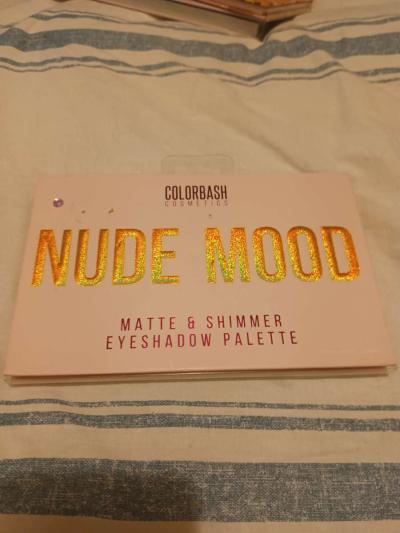 COLORBASH
COSMETICS
NUDE MOOD
MATTE & SHIMMER
EYESHADOW PALETTE